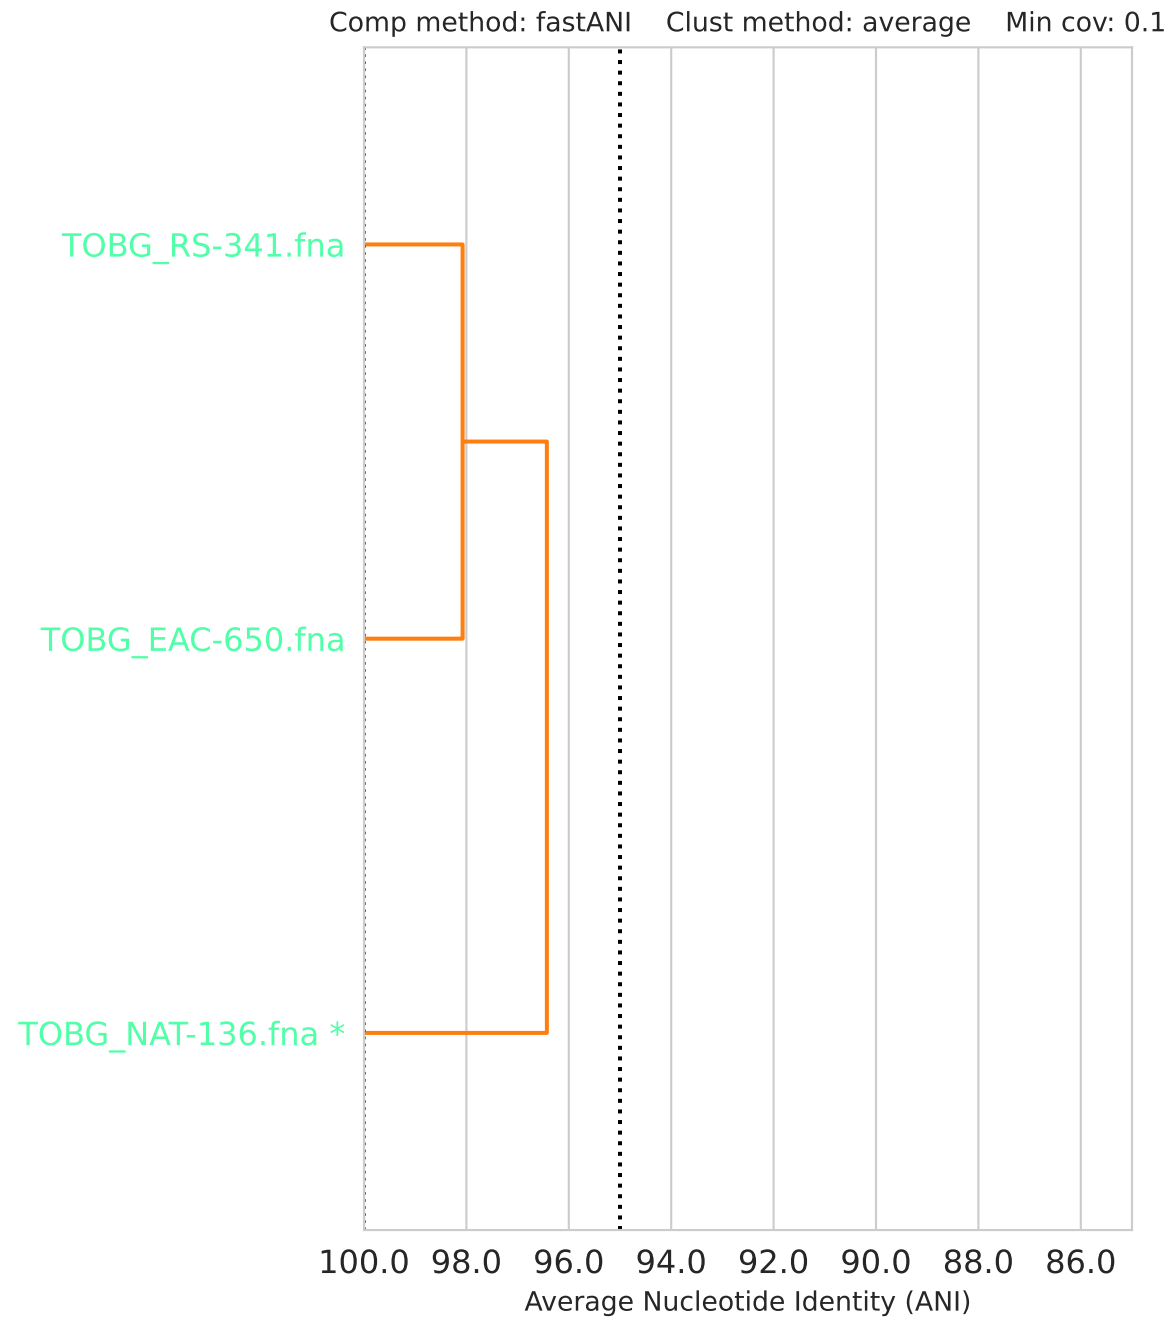 Comp method: fastANI    Clust method: average    Min cov: 0.1
TOBG_RS-341.fna
TOBG_EAC-650.fna
TOBG_NAT-136.fna *
100.0 98.0 96.0 94.0 92.0 90.0 88.0 86.0
Average Nucleotide Identity (ANI)